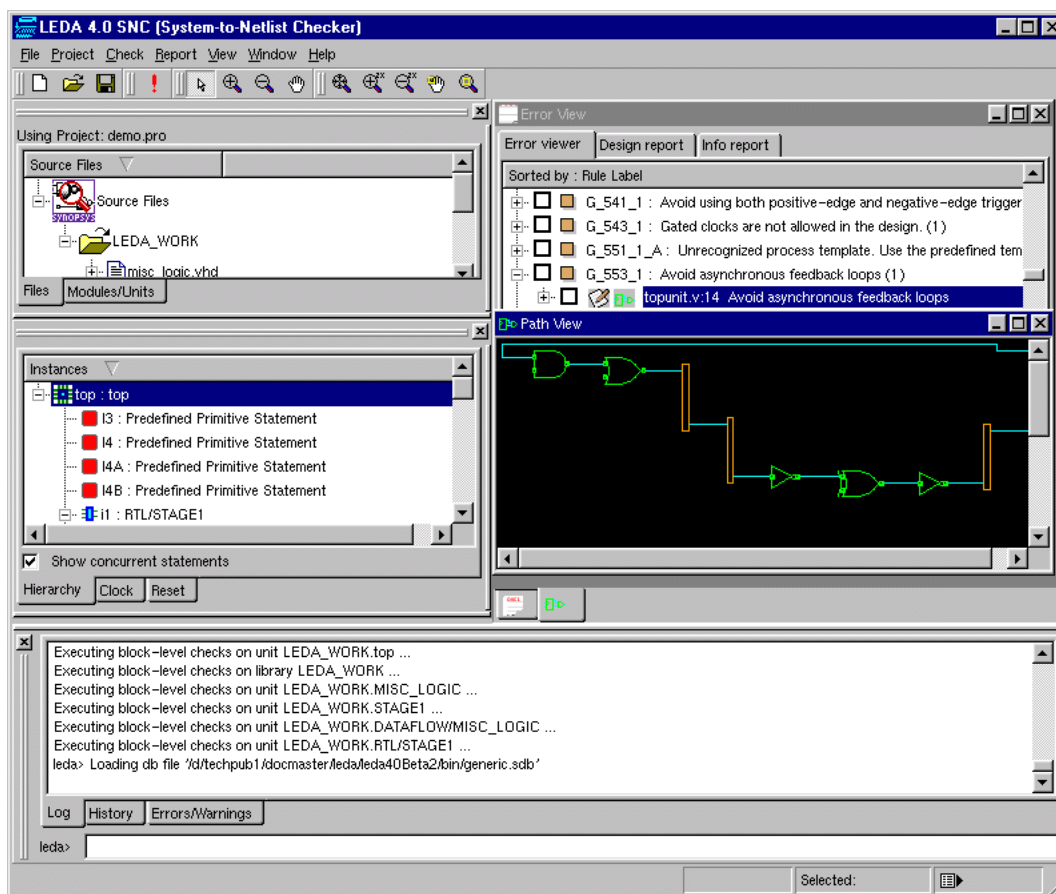 LEDA 4.0 SNC (System-to-Netlist Checker)
File Project Check Report View Window Help
Using Project: demo.pro
Source Files
synopsys
Source Files
LEDA_WORK
misc_logic.vhd
Files Modules/Units
Error View
Error viewer Design report Info report
Sorted by : Rule Label
G_541_1 : Avoid using both positive-edge and negative-edge trigger
G_543_1 : Gated clocks are not allowed in the design. (1)
G_551_1_A : Unrecognized process template. Use the predefined tem
G_553_1 : Avoid asynchronous feedback loops (1)
topunit.v:14 Avoid asynchronous feedback loops
Path View
Instances
top : top
I3 : Predefined Primitive Statement
I4 : Predefined Primitive Statement
I4A : Predefined Primitive Statement
I4B : Predefined Primitive Statement
i1 : RTL/STAGE1
Show concurrent statements
Hierarchy Clock Reset
Executing block-level checks on unit LEDA_WORK.top ...
Executing block-level checks on library LEDA_WORK ...
Executing block-level checks on unit LEDA_WORK.MISC_LOGIC ...
Executing block-level checks on unit LEDA_WORK.STAGE1 ...
Executing block-level checks on unit LEDA_WORK.DATAFLOW/MISC_LOGIC ...
Executing block-level checks on unit LEDA_WORK.RTL/STAGE1 ...
leda> Loading db file '/d/techpub1/docmaster/leda/leda40Beta2/bin/generic.sdb'
Log History Errors/Warnings
leda>
Selected: